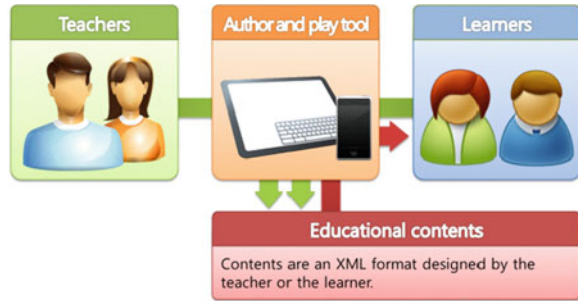 Teachers
Author and play tool
Learners
Educational contents
Contents are an XML format designed by the
teacher or the learner.